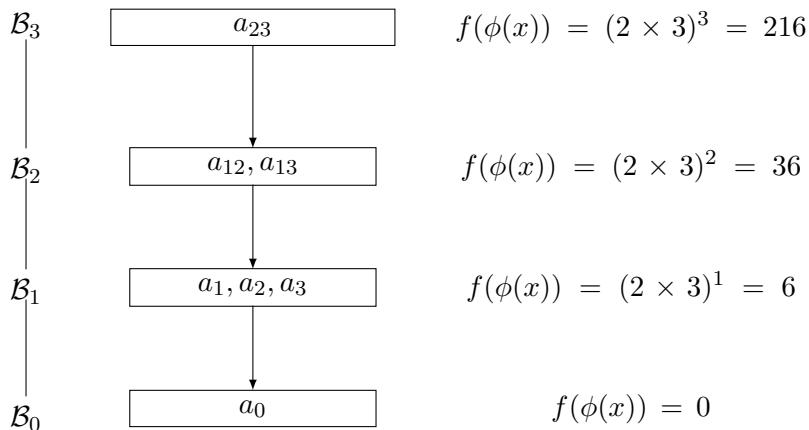 ℬ₃ a₂₃ f(ϕ(x)) = (2 × 3)³ = 216
ℬ₂ a₁₂, a₁₃ f(ϕ(x)) = (2 × 3)² = 36
ℬ₁ a₁, a₂, a₃ f(ϕ(x)) = (2 × 3)¹ = 6
ℬ₀ a₀ f(ϕ(x)) = 0